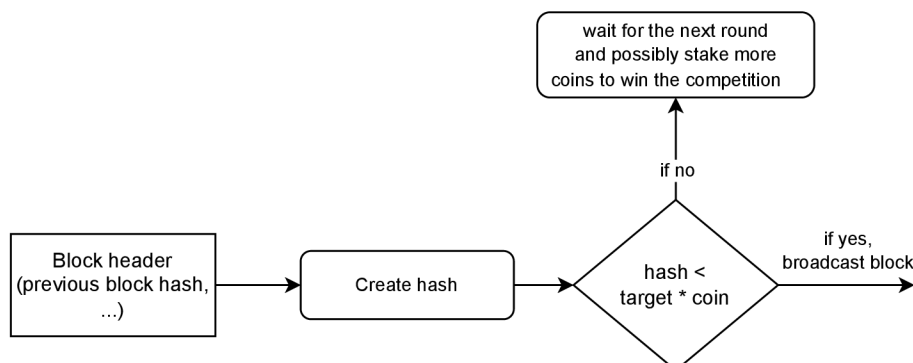 wait for the next round
and possibly stake more
coins to win the competition
if no
if yes,
broadcast block
Block header
(previous block hash,
...)
Create hash
hash <
target * coin